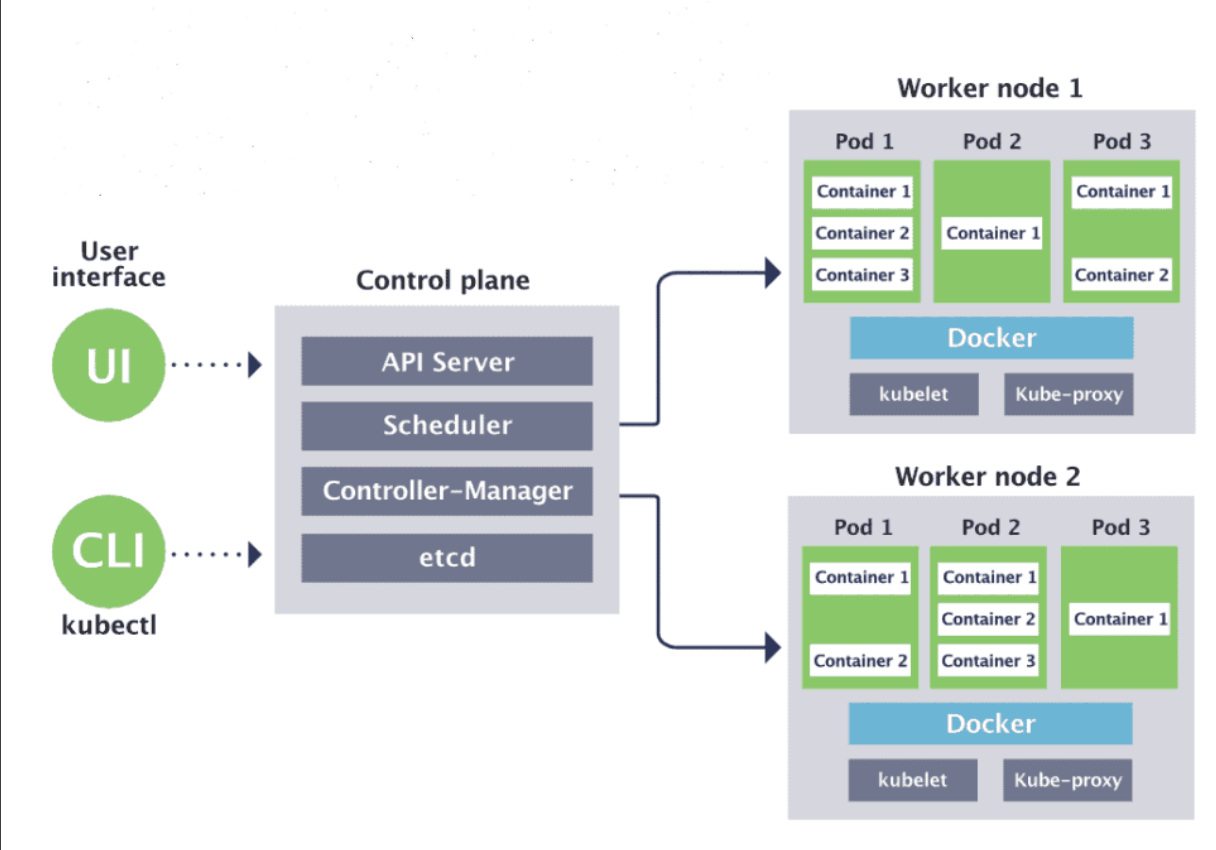 User
interface
UI
CLI
kubectl
Control plane
API Server
Scheduler
Controller-Manager
etcd
Worker node 1
Pod 1 Pod 2 Pod 3
Container 1
Container 2
Container 3
Container 1
Container 1
Container 2
Docker
kubelet Kube-proxy
Worker node 2
Pod 1 Pod 2 Pod 3
Container 1
Container 2
Container 1
Container 2
Container 3
Container 1
Docker
kubelet Kube-proxy